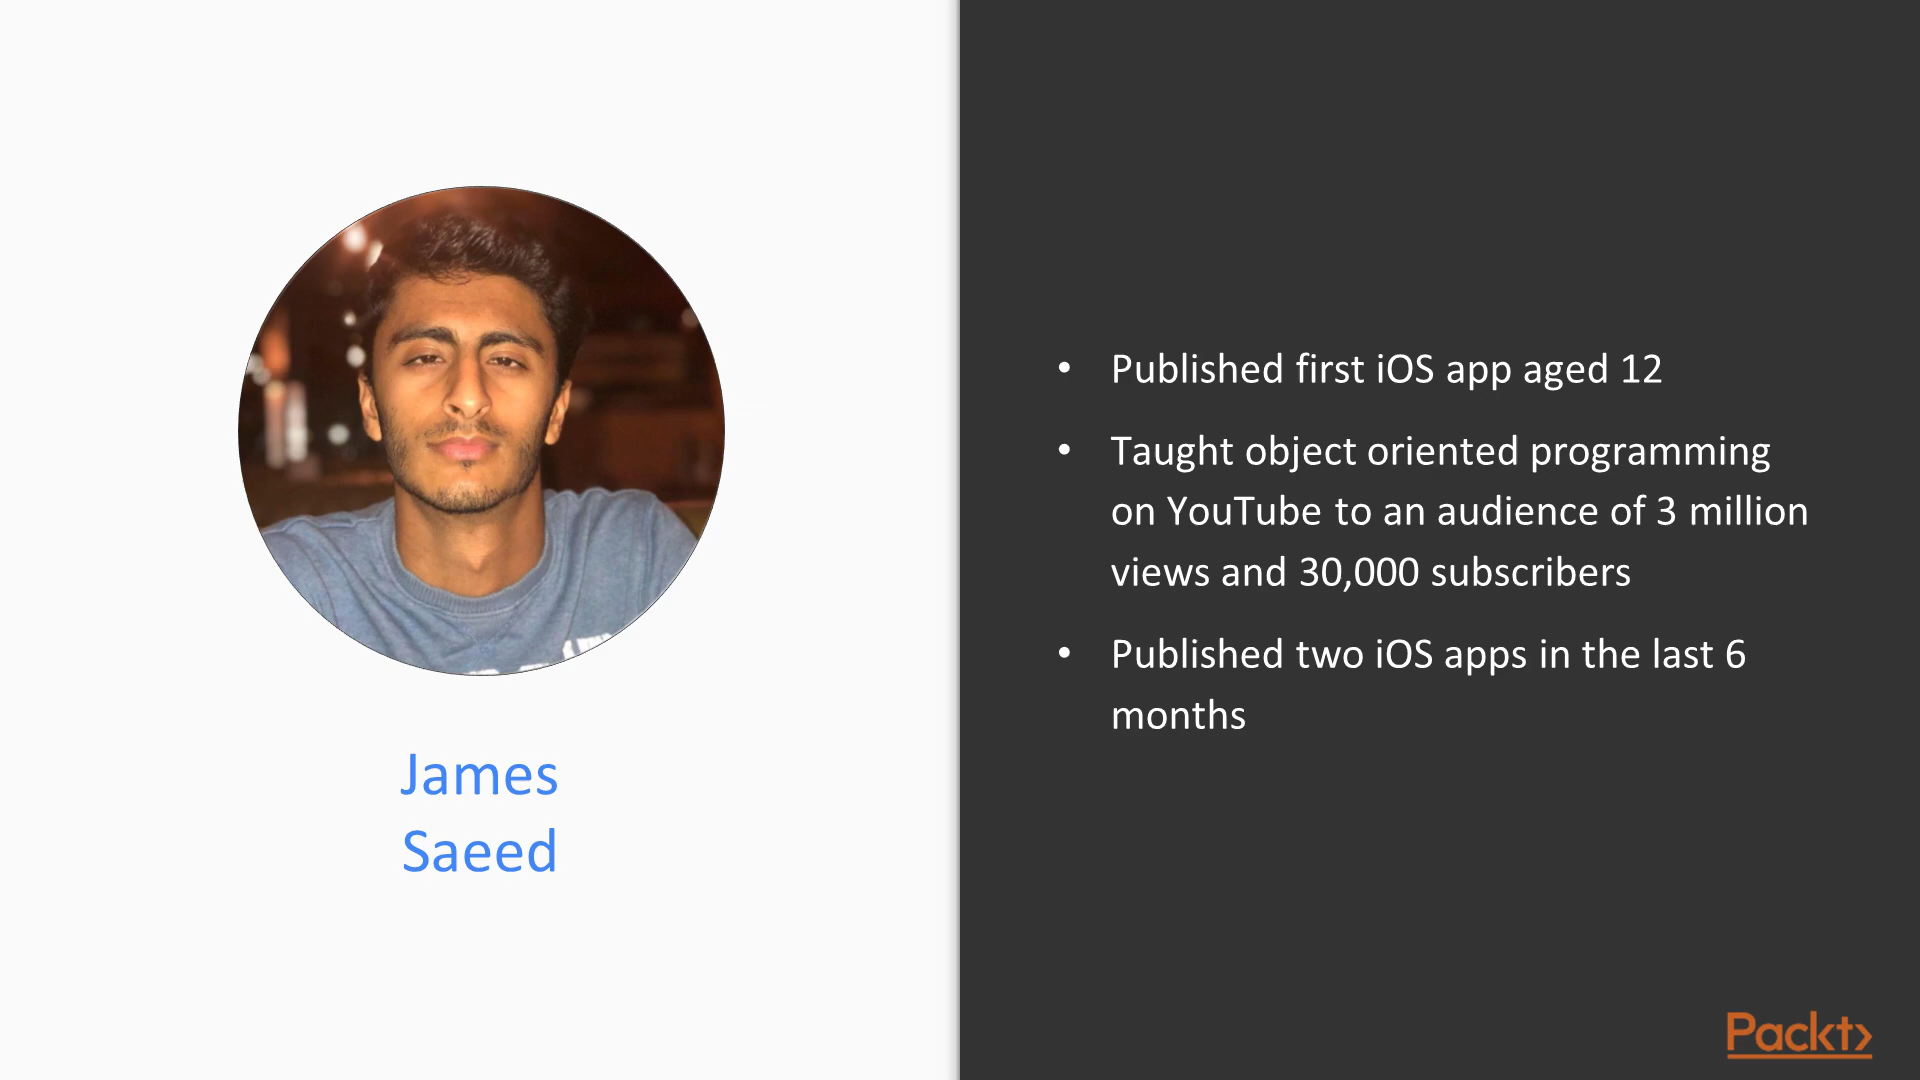 James
Saeed
• Published first iOS app aged 12
• Taught object oriented programming
on YouTube to an audience of 3 million
views and 30,000 subscribers
• Published two iOS apps in the last 6
months
Packt>